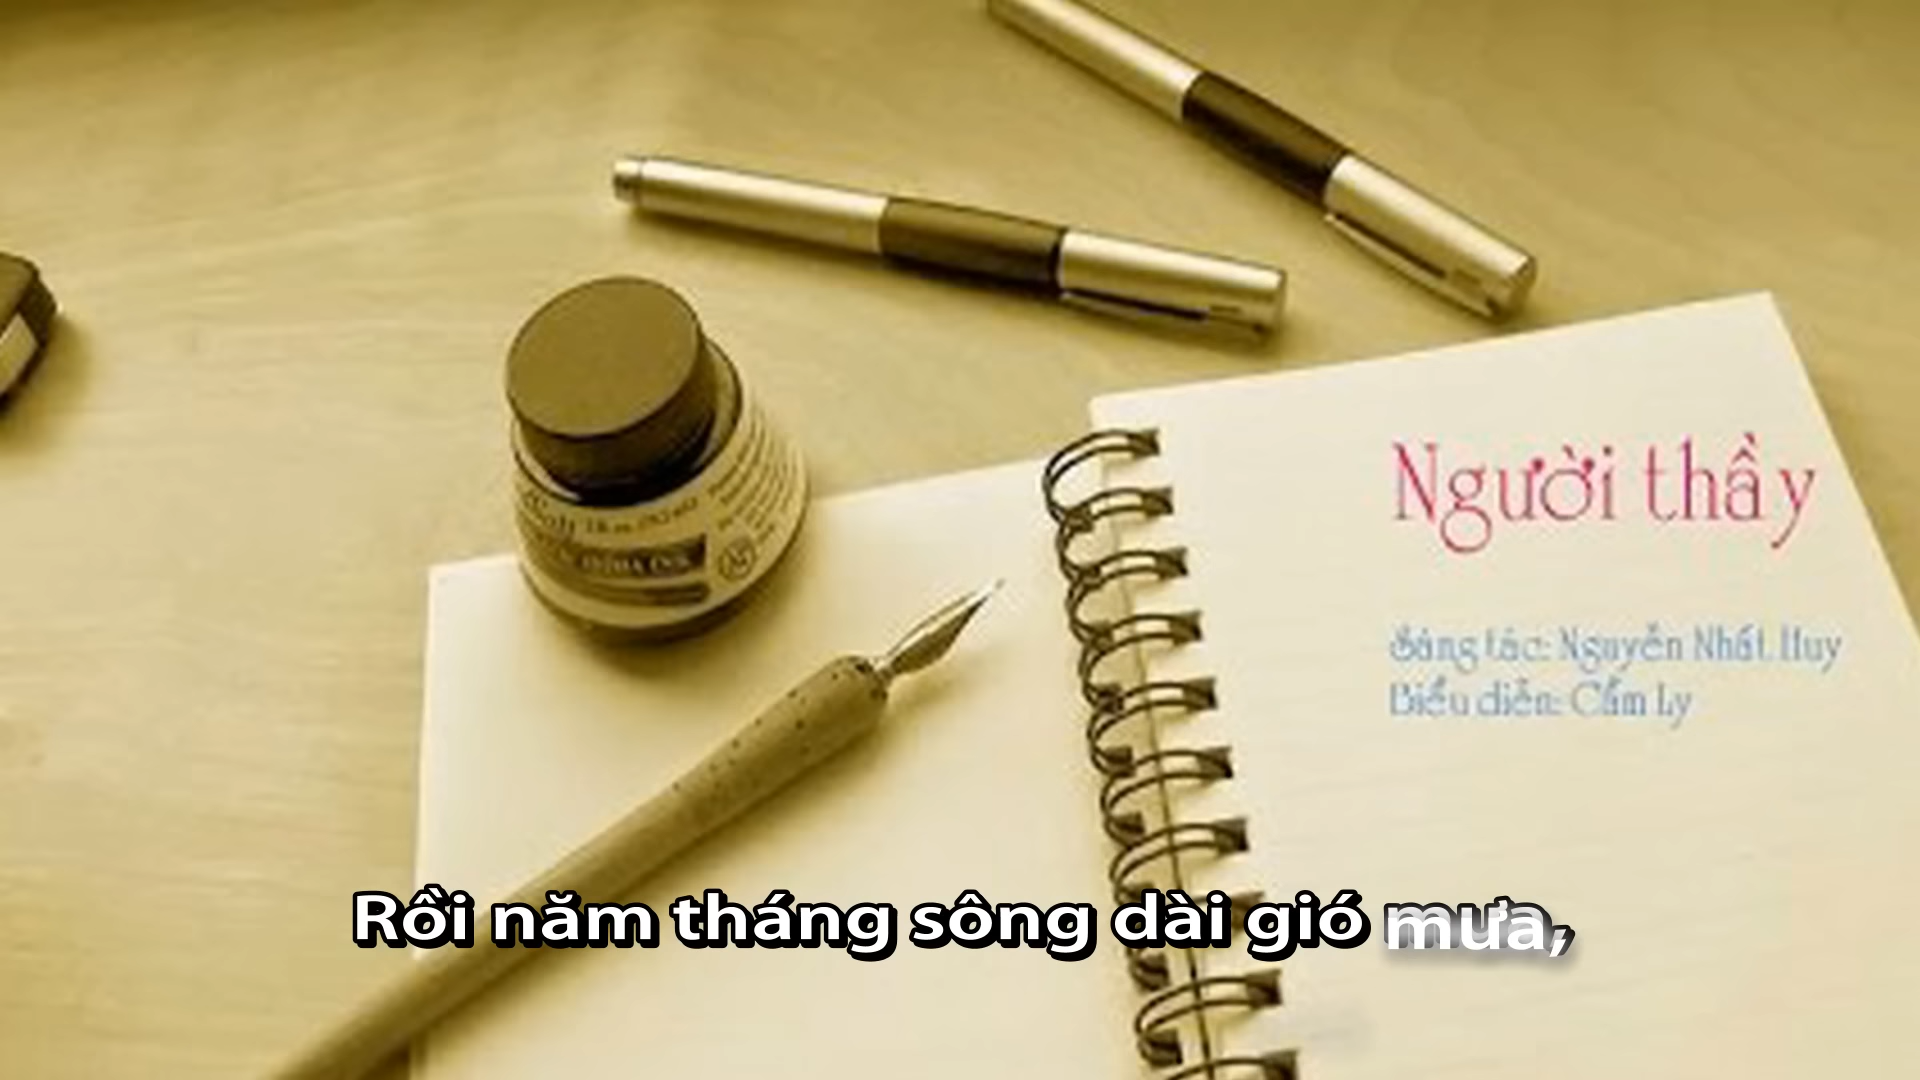 Người thầy
Sáng tác: Nguyễn Nhất Huy
Biểu diễn: Cẩm Ly
Rồi năm tháng sông dài gió mưa,